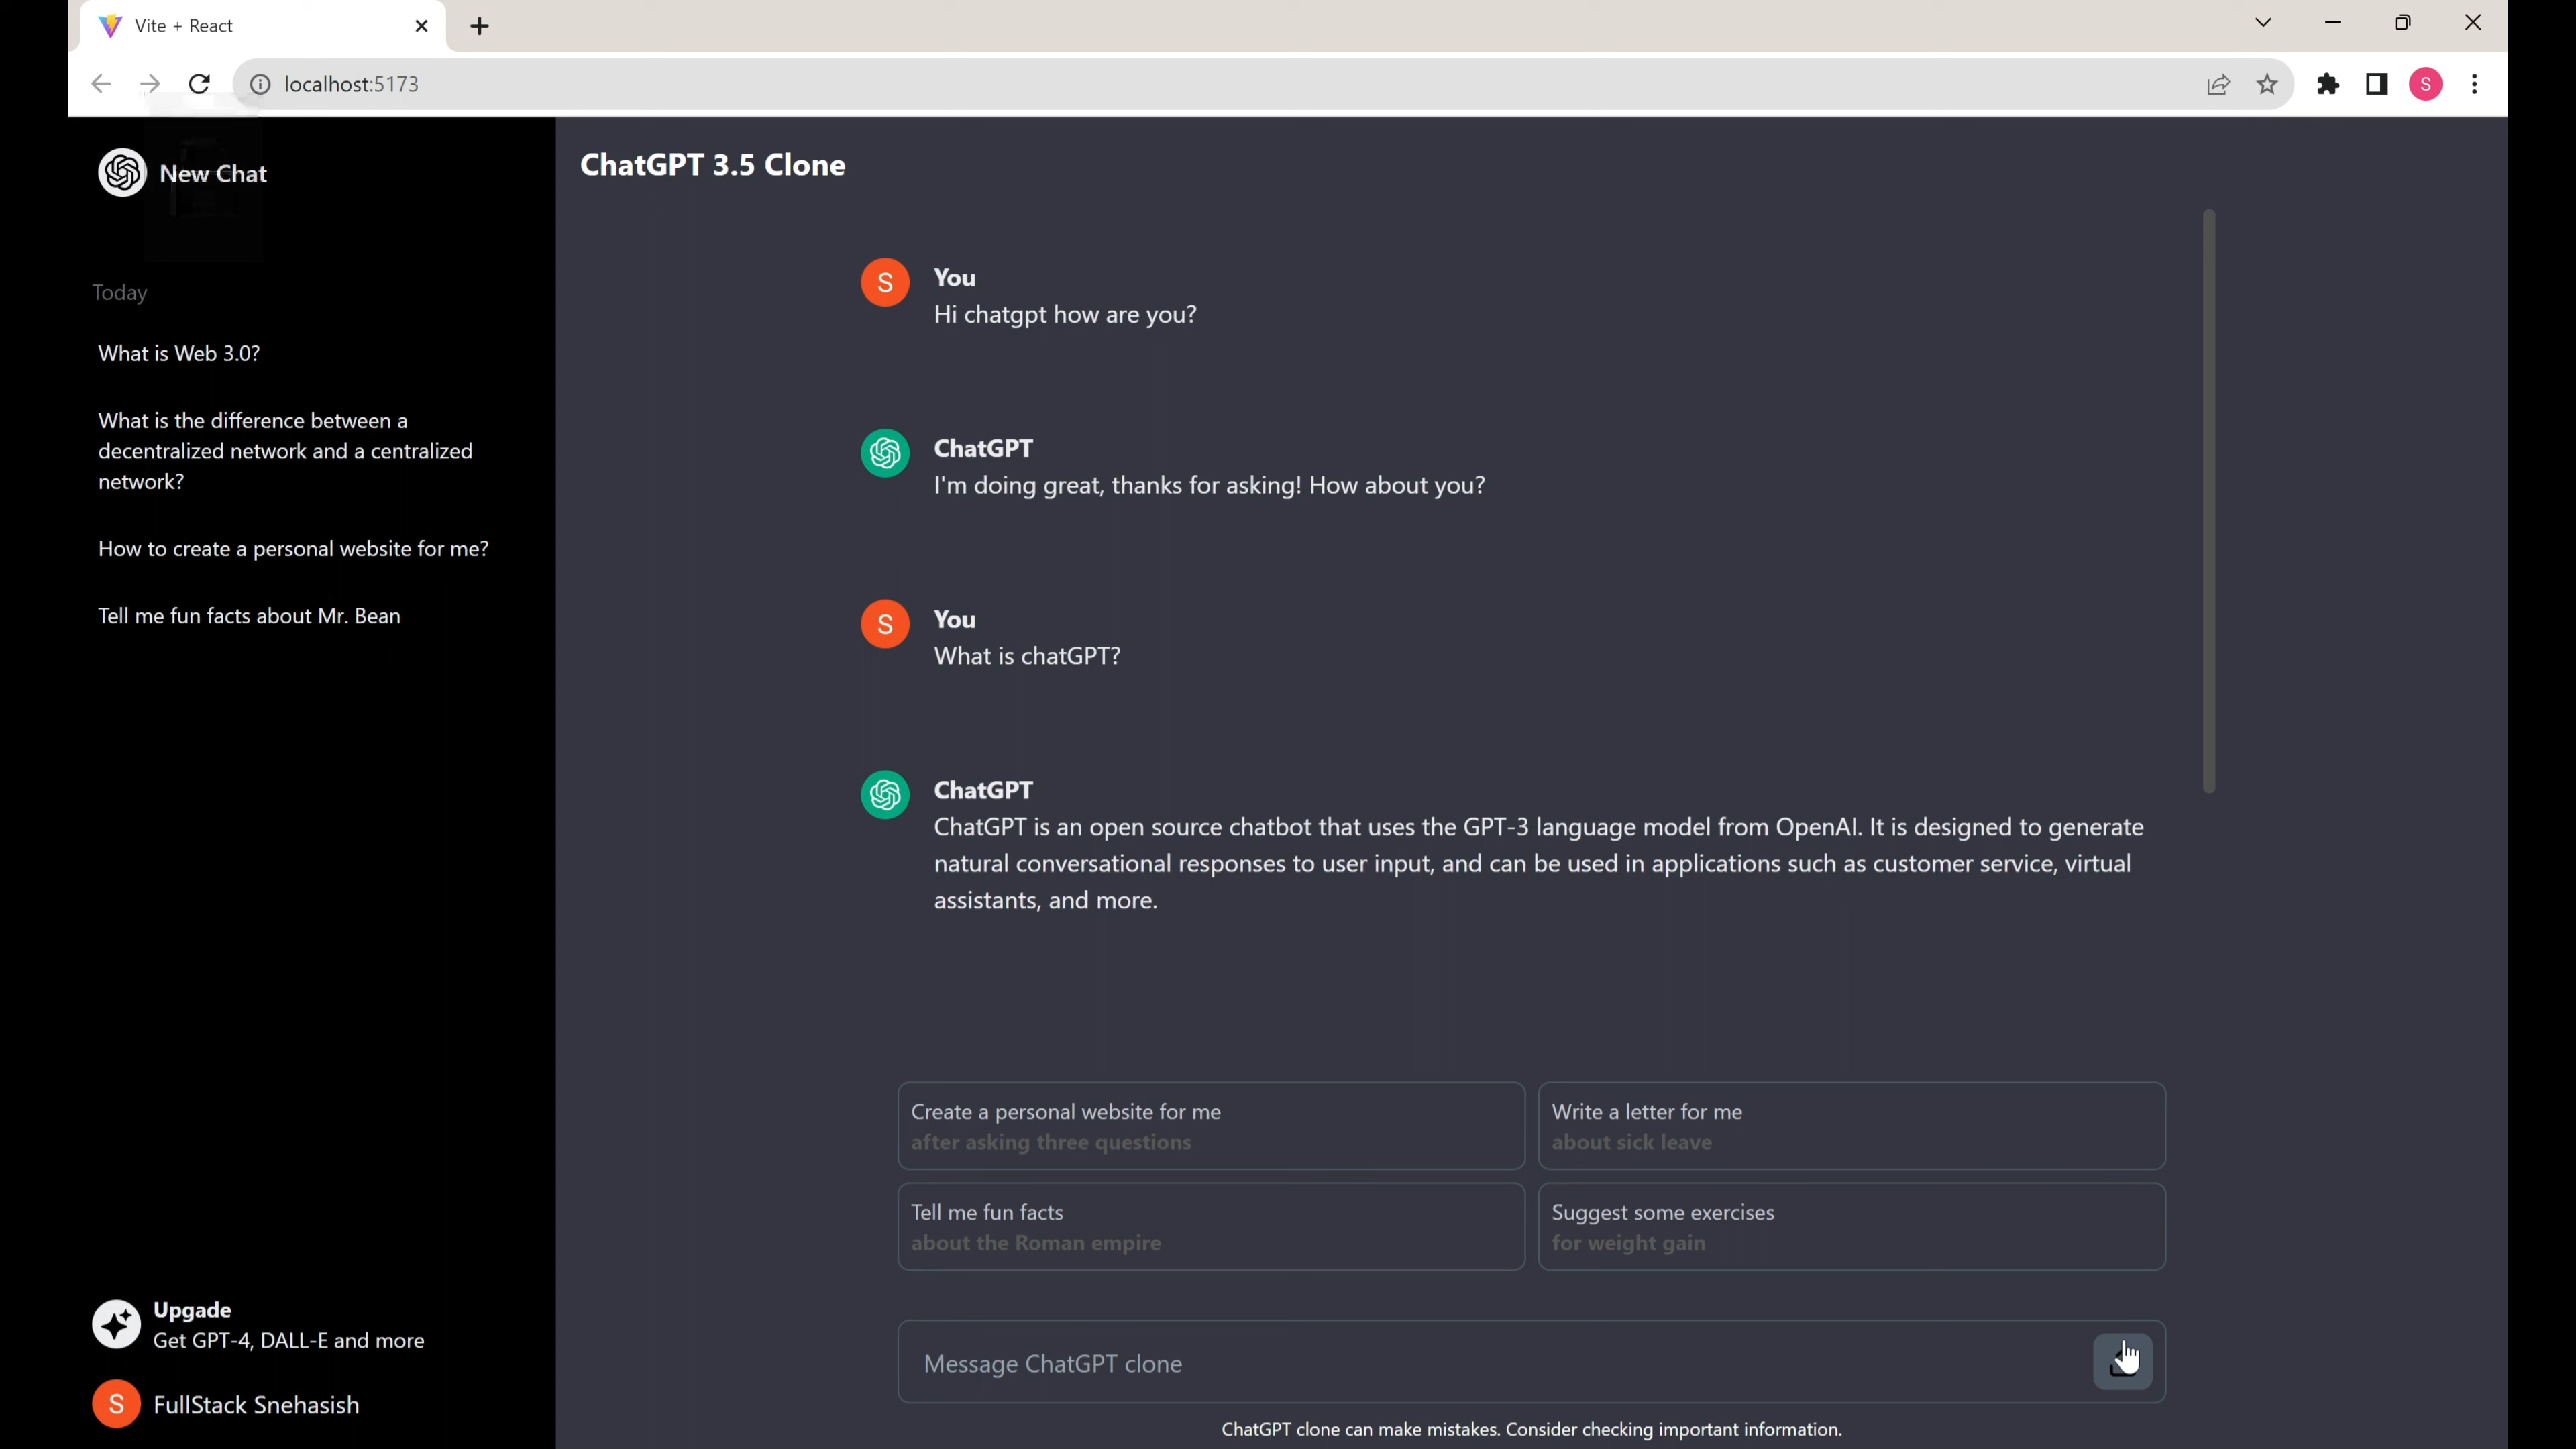 Vite + React
localhost:5173
S
New Chat
Today
What is Web 3.0?
What is the difference between a
decentralized network and a centralized
network?
How to create a personal website for me?
Tell me fun facts about Mr. Bean
Upgade
Get GPT-4, DALL-E and more
S
FullStack Snehasish
ChatGPT 3.5 Clone
S
You
Hi chatgpt how are you?
ChatGPT
I'm doing great, thanks for asking! How about you?
S
You
What is chatGPT?
ChatGPT
ChatGPT is an open source chatbot that uses the GPT-3 language model from OpenAI. It is designed to generate
natural conversational responses to user input, and can be used in applications such as customer service, virtual
assistants, and more.
Create a personal website for me
after asking three questions
Write a letter for me
about sick leave
Tell me fun facts
about the Roman empire
Suggest some exercises
for weight gain
Message ChatGPT clone
ChatGPT clone can make mistakes. Consider checking important information.